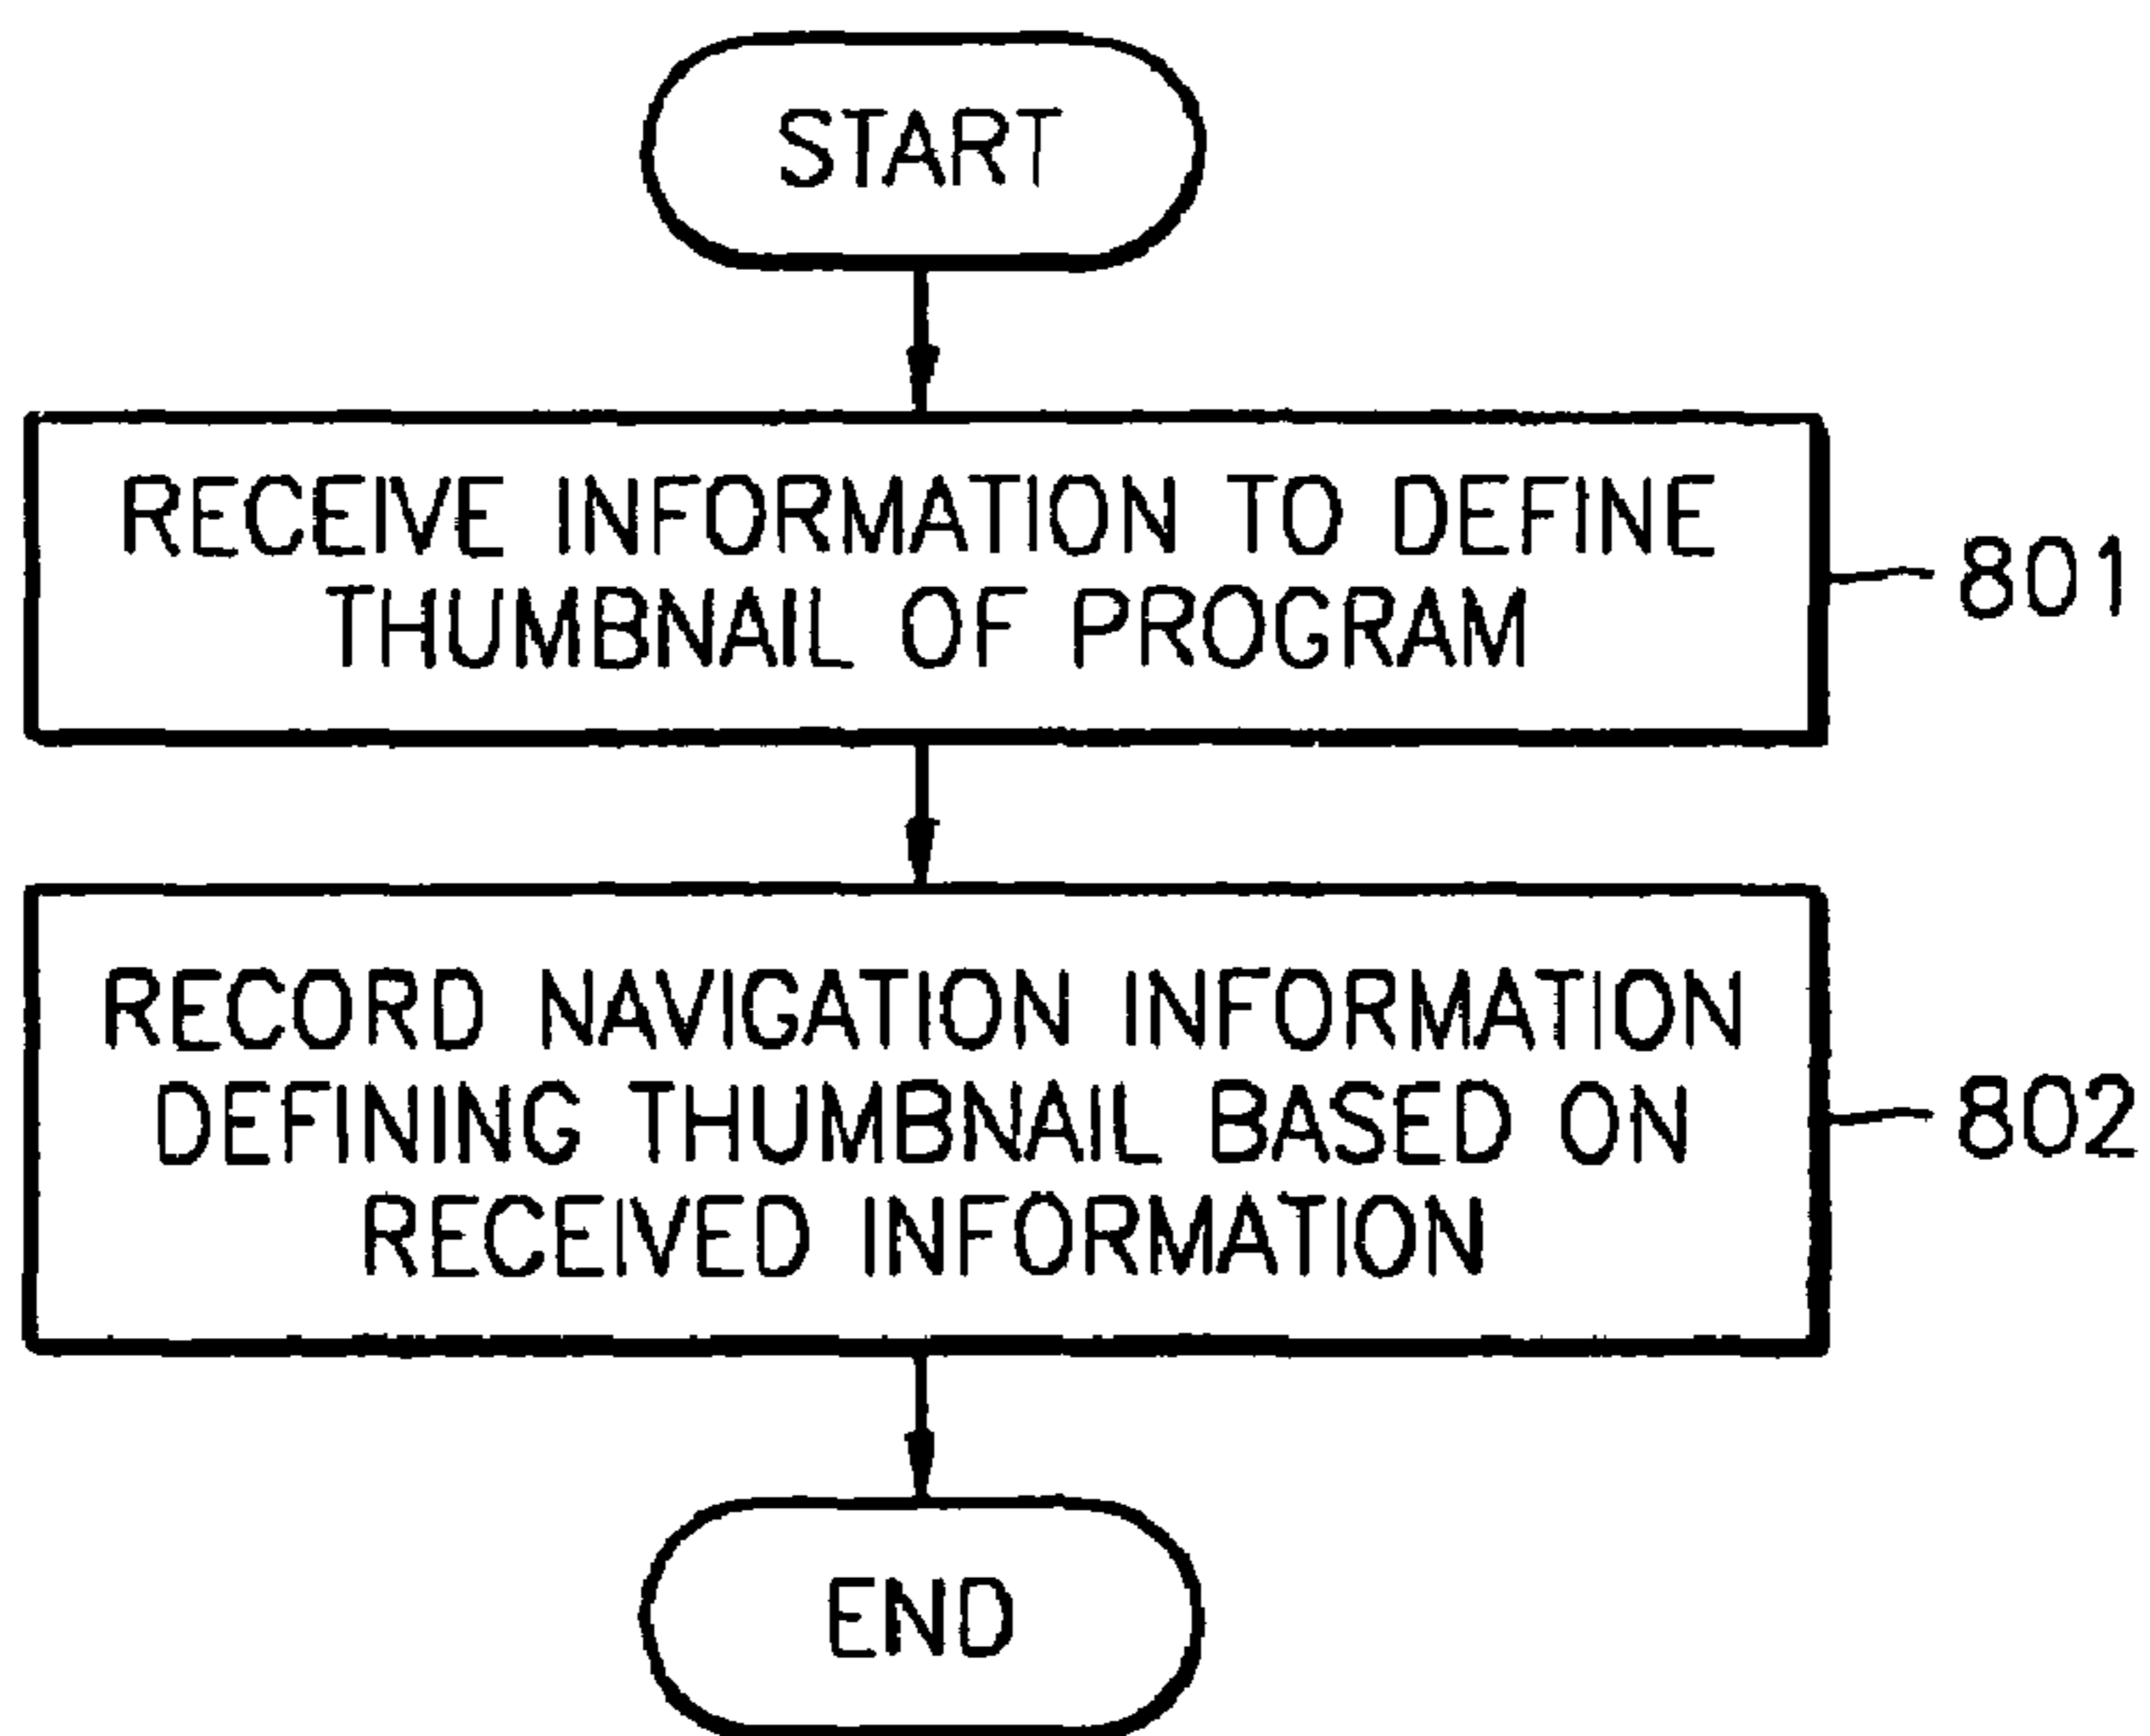 START
RECEIVE INFORMATION TO DEFINE
THUMBNAIL OF PROGRAM
801
RECORD NAVIGATION INFORMATION
DEFINING THUMBNAIL BASED ON
RECEIVED INFORMATION
802
END